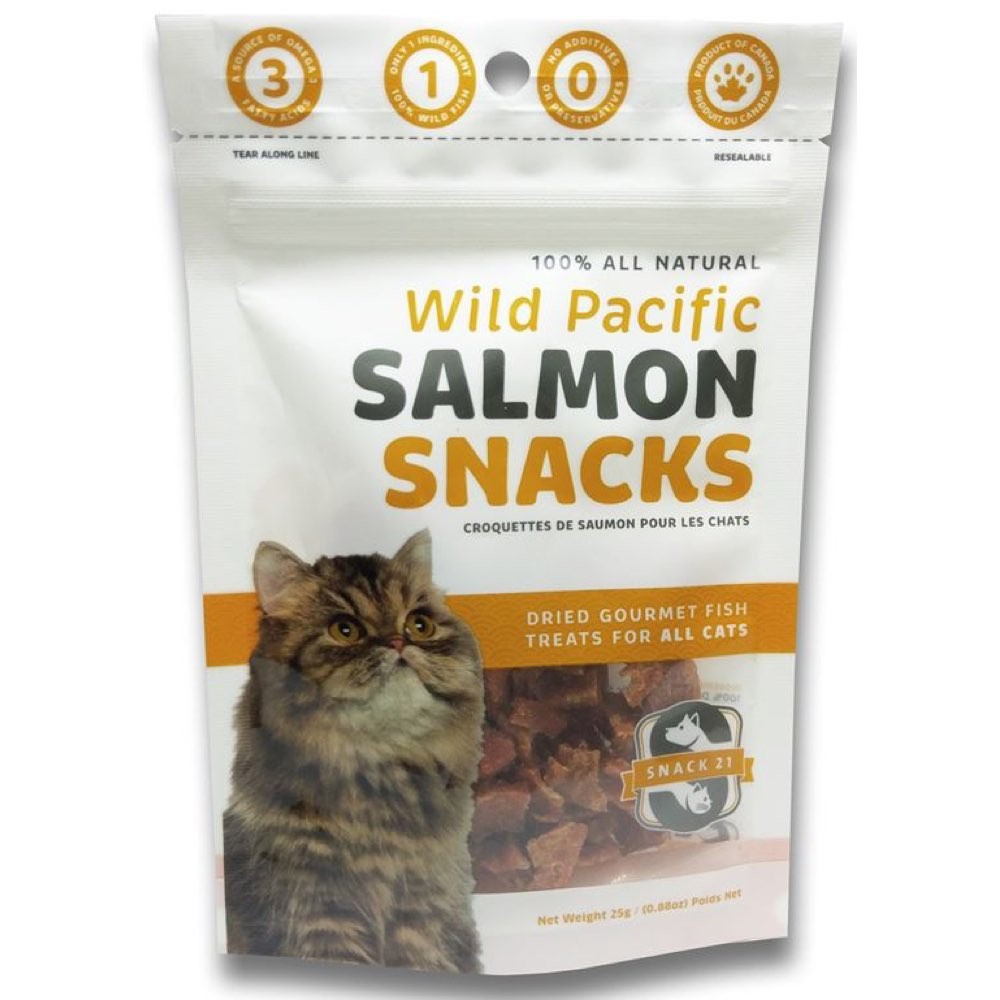 A SOURCE OF OMEGA 3 FATTY ACIDS
ONLY 1 INGREDIENT
100% WILD FISH
NO ADDITIVES
0
OR PRESERVATIVES
PRODUCT OF CANADA
PRODUIT DU CANADA
TEAR ALONG LINE
RESEALABLE
100% ALL NATURAL
Wild Pacific
SALMON
SNACKS
CROQUETTES DE SAUMON POUR LES CHATS
DRIED GOURMET FISH
TREATS FOR ALL CATS
SNACK 21
Net Weight 25g / (0.88oz) Poids Net